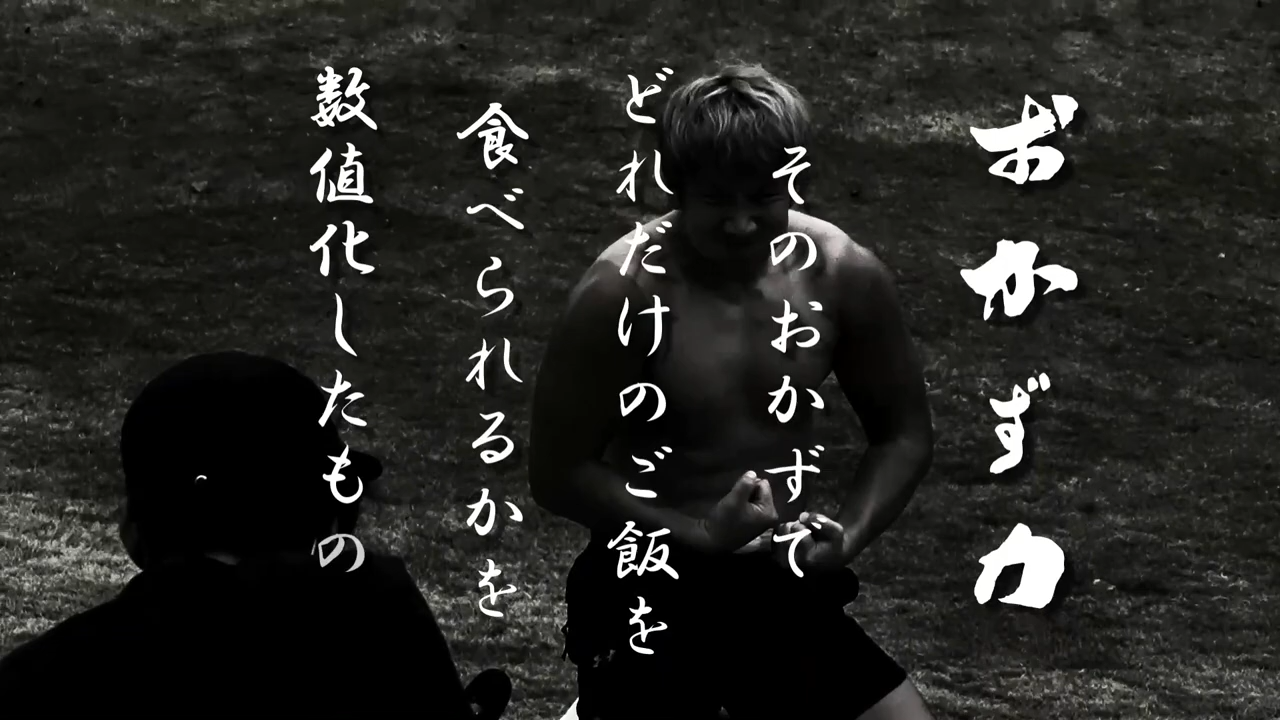 おかず力
そのおかずで
どれだけのご飯を
食べられるかを
数値化したもの